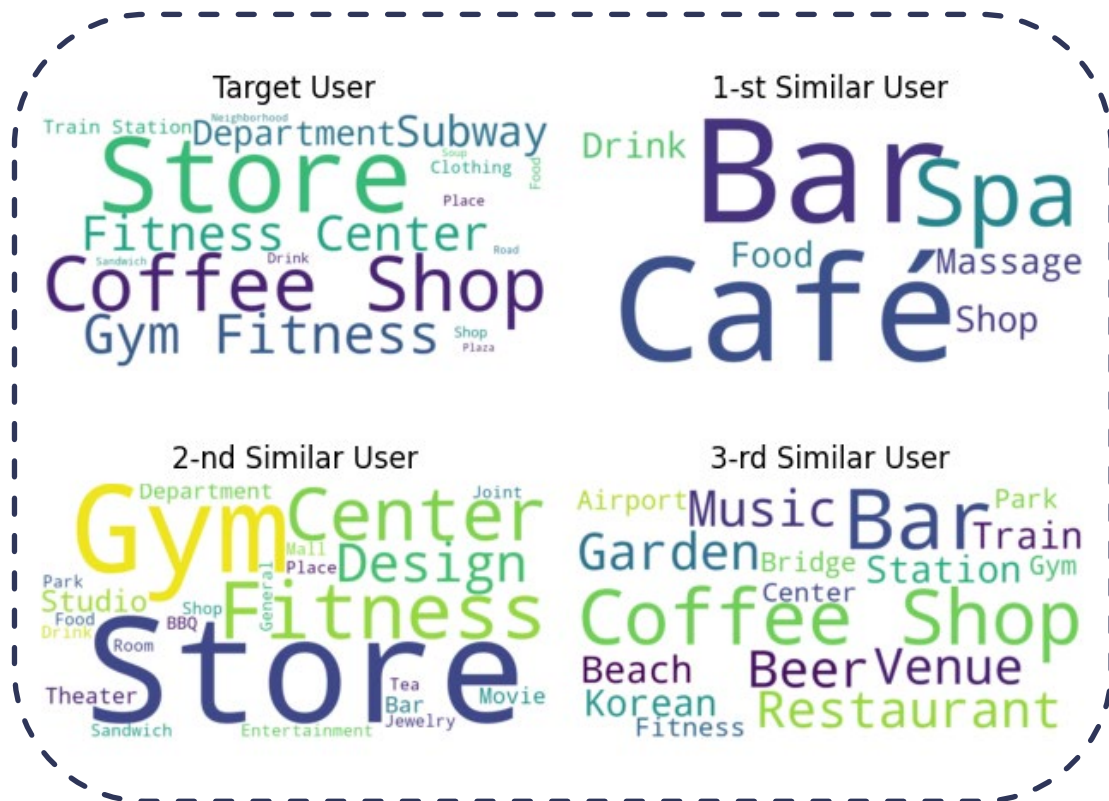 Target User
Neighborhood
Train Station Department Subway
Store
Soup
Clothing
Food
Place
Fitness Center
Road
Sandwich
Drink
Coffee Shop
Gym Fitness
Shop
Plaza
1-st Similar User
Drink
Bar
Spa
Food
Massage
Café
Shop
2-nd Similar User
Department
Joint
Gym
Center
Mall
Place
Design
General
Park
Studio
Shop
Fitness
Food
BBQ
Drink
Room
Store
Theater
Tea
Bar
Movie
Jewelry
Sandwich
Entertainment
3-rd Similar User
Airport
Music
Bar
Park
Train
Garden
Bridge
Station
Gym
Center
Coffee Shop
Beach
Beer
Venue
Korean
Restaurant
Fitness